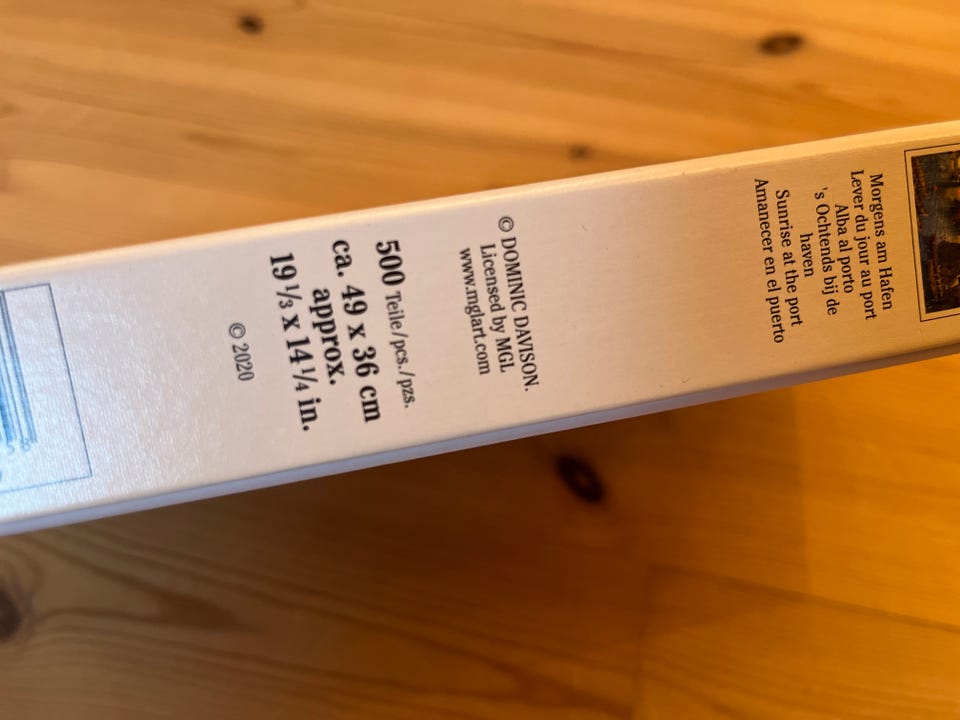 Morgens am Hafen
Lever du jour au port
Alba al porto
's Ochtends bij de
haven
Sunrise at the port
Amanecer en el puerto
© DOMINIC DAVISON.
Licensed by MGL
www.mglart.com
500 Teile/pcs./pzs.
ca. 49 x 36 cm
approx.
19 1/3 x 14 1/4 in.
© 2020